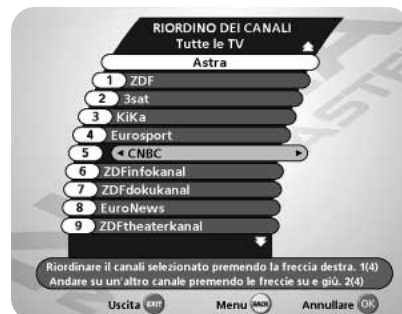 RIORDINO DEI CANALI
Tutte le TV
Astra
1 ZDF
2 3sat
3 KiKa
4 Eurosport
5 CNBC
6 ZDFinfokanal
7 ZDFdokukanal
8 EuroNews
9 ZDFtheaterkanal
Riordinare il canali selezionato premendo la freccia destra. 1(4)
Andare su un'altro canale premendo le freccie su e giû. 2(4)
Uscita EXIT Menu BACK Annullare OK